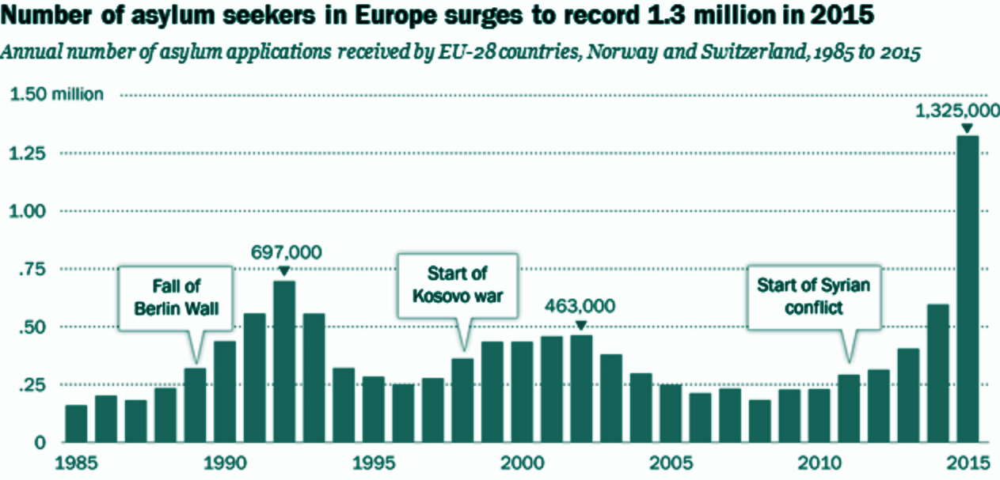 Number of asylum seekers in Europe surges to record 1.3 million in 2015
Annual number of asylum applications received by EU-28 countries, Norway and Switzerland, 1985 to 2015
1.50 million
1,325,000
1.25
1.00
697,000
.75
Fall of
Berlin Wall
Start of
Kosovo war
463,000
Start of Syrian
conflict
.50
.25
0
1985 1990 1995 2000 2005 2010 2015